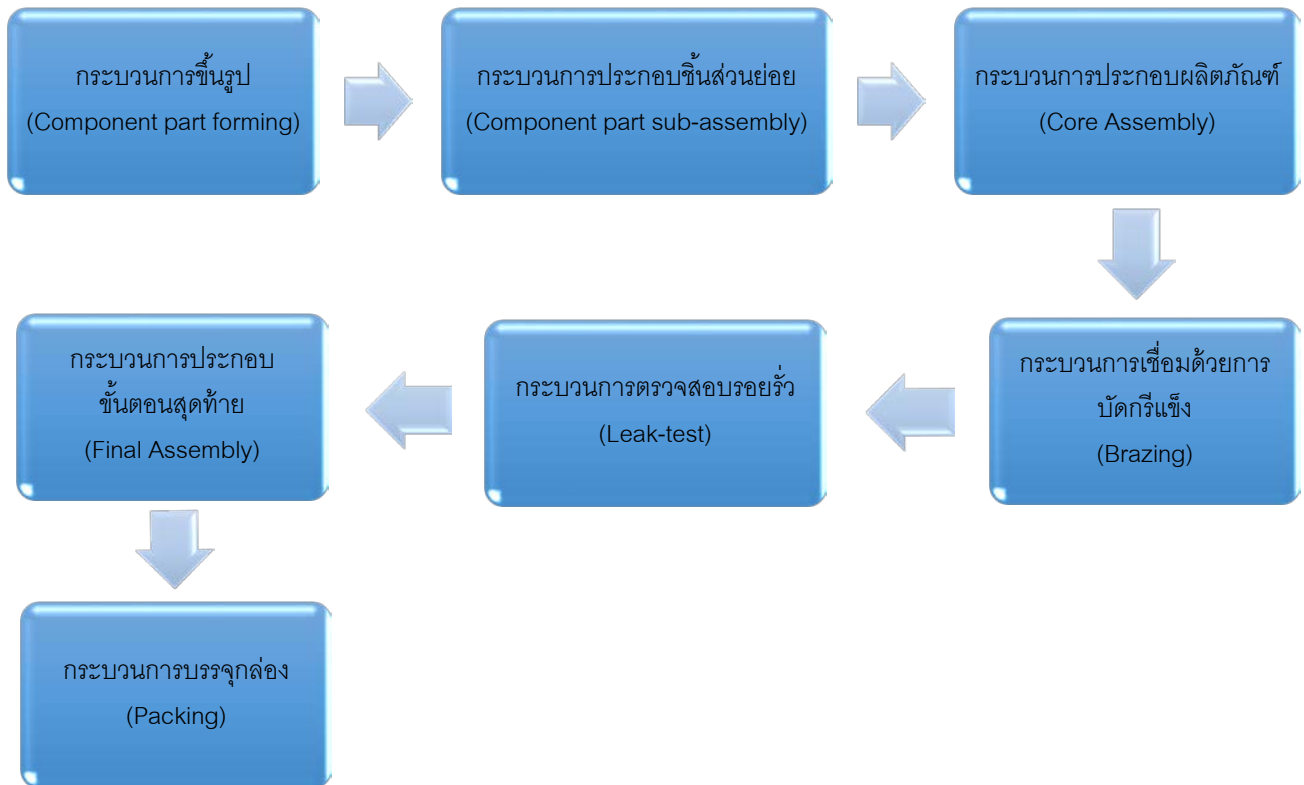 กระบวนการขึ้นรูป
(Component part forming)
กระบวนการประกอบชิ้นส่วนย่อย
(Component part sub-assembly)
กระบวนการประกอบผลิตภัณฑ์
(Core Assembly)
กระบวนการเชื่อมด้วยการ
บัดกรีแข็ง
(Brazing)
กระบวนการตรวจสอบรอยรั่ว
(Leak-test)
กระบวนการประกอบ
ขั้นตอนสุดท้าย
(Final Assembly)
กระบวนการบรรจุกล่อง
(Packing)